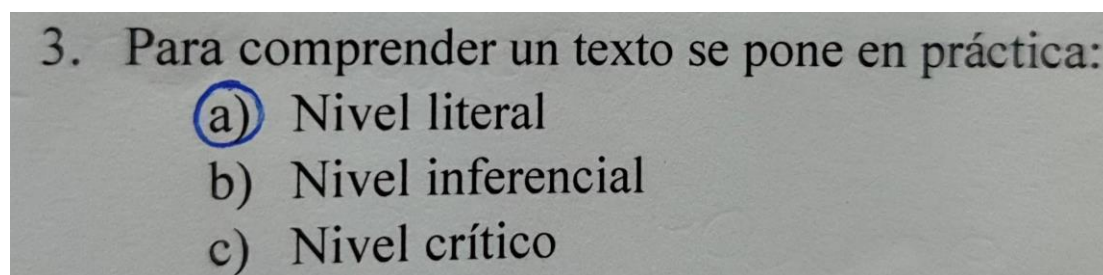 3. Para comprender un texto se pone en práctica:
a) Nivel literal
b) Nivel inferencial
c) Nivel crítico